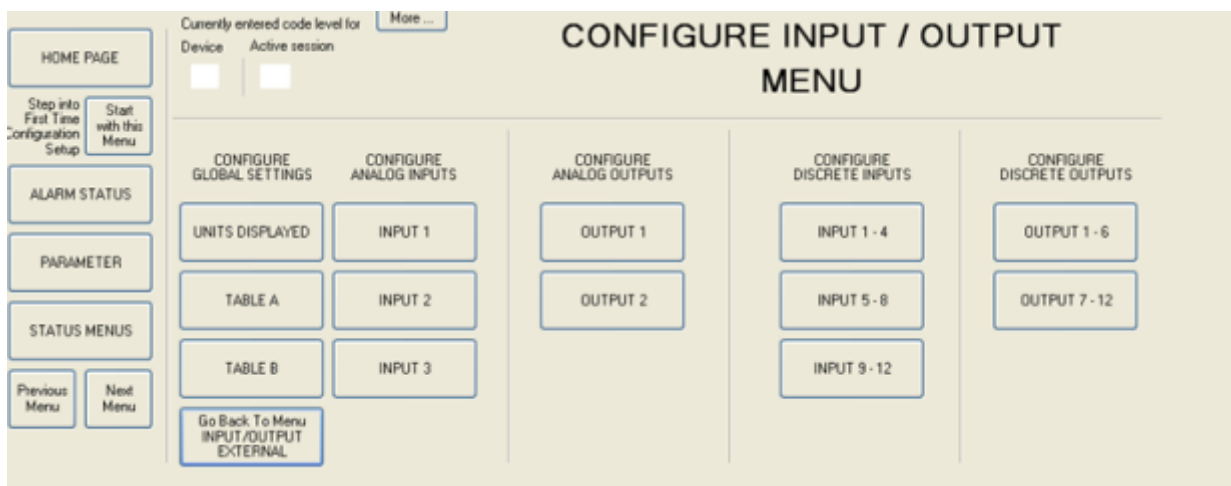 HOME PAGE
Step into
First Time
Configuration
Setup
Start
with this
Menu
ALARM STATUS
PARAMETER
STATUS MENUS
Previous
Menu
Next
Menu
Currently entered code level for
More ...
Device Active session
CONFIGURE INPUT / OUTPUT
MENU
CONFIGURE
GLOBAL SETTINGS
UNITS DISPLAYED
TABLE A
TABLE B
Go Back To Menu
INPUT/OUTPUT
EXTERNAL
CONFIGURE
ANALOG INPUTS
INPUT 1
INPUT 2
INPUT 3
CONFIGURE
ANALOG OUTPUTS
OUTPUT 1
OUTPUT 2
CONFIGURE
DISCRETE INPUTS
INPUT 1 - 4
INPUT 5 - 8
INPUT 9 - 12
CONFIGURE
DISCRETE OUTPUTS
OUTPUT 1 - 6
OUTPUT 7 - 12